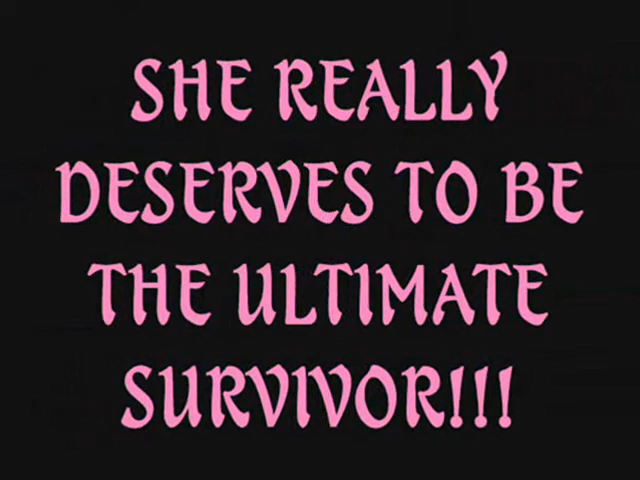 SHE REALLY
DESERVES TO BE
THE ULTIMATE
SURVIVOR!!!